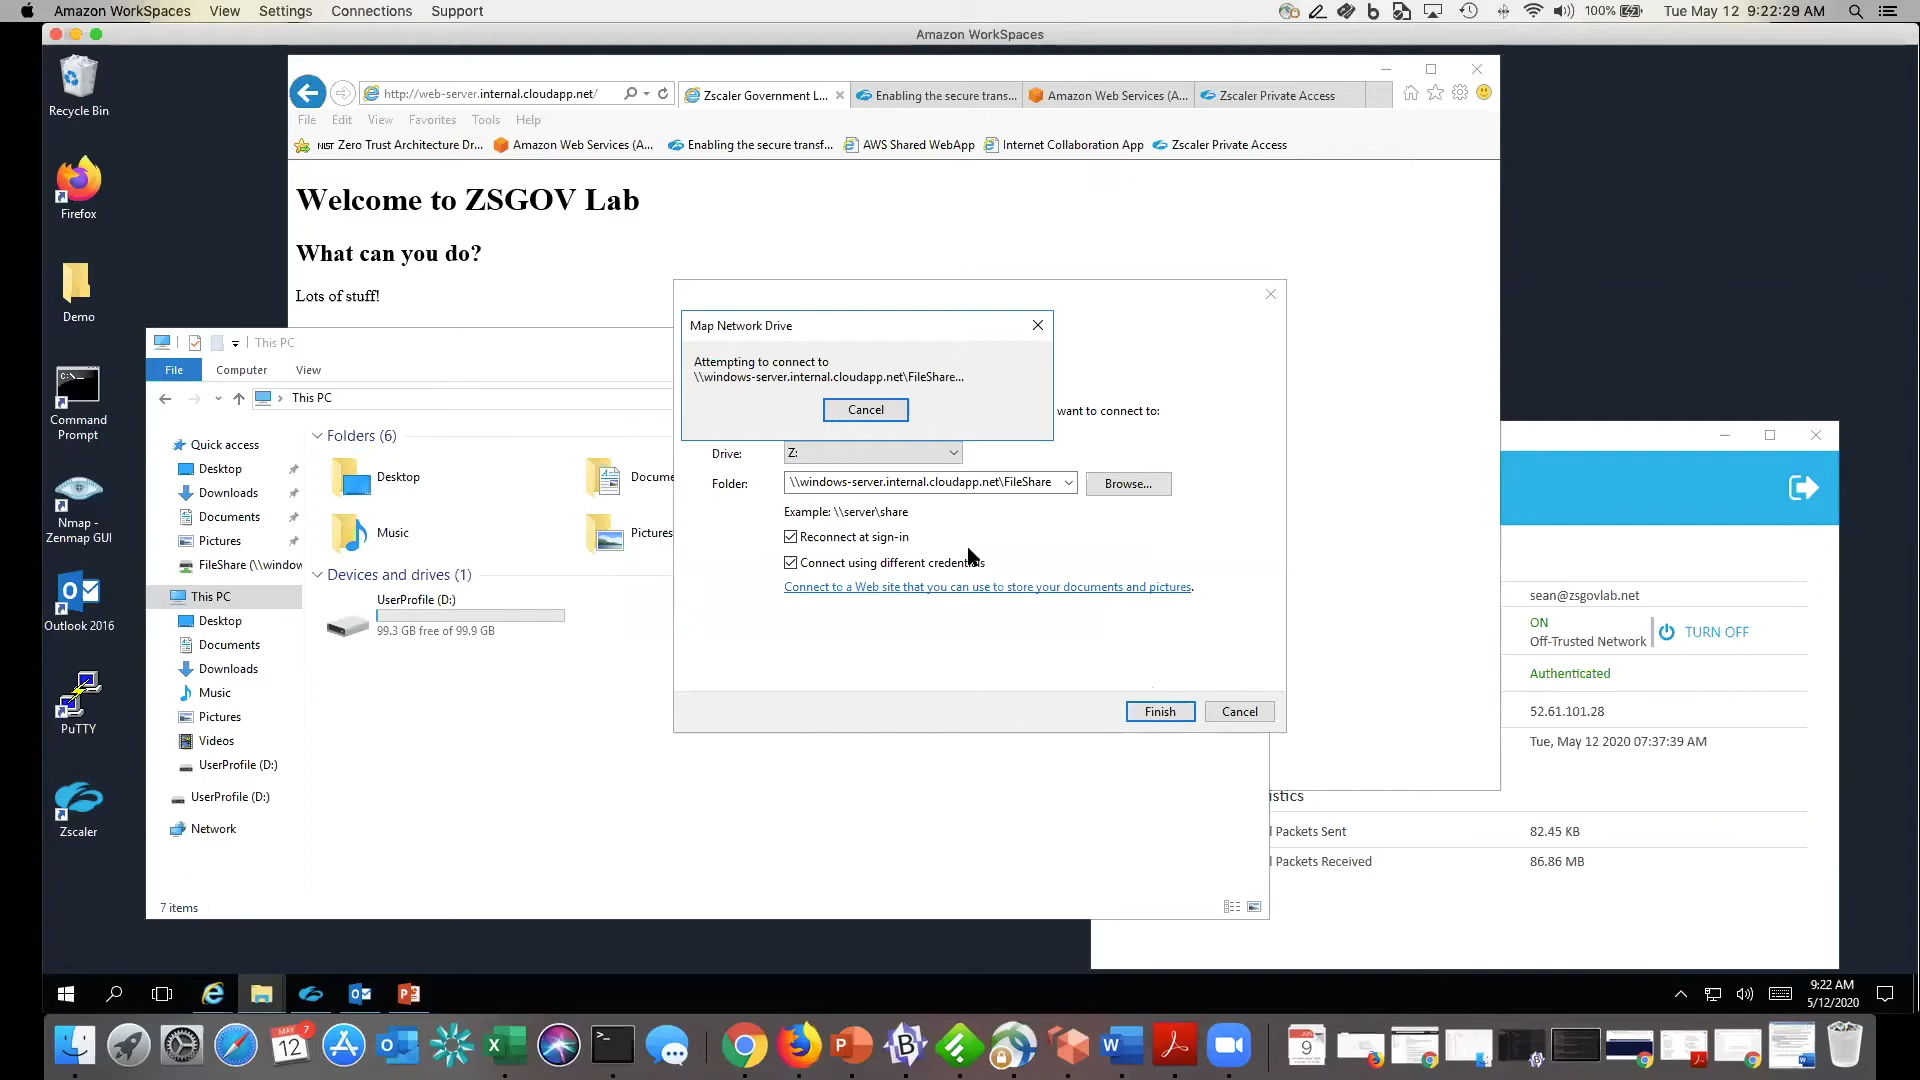 Amazon WorkSpaces View Settings Connections Support
100% Tue May 12 9:22:29 AM
Amazon WorkSpaces
Recycle Bin
Firefox
Demo
Command
Prompt
Nmap -
Zenmap GUI
Outlook 2016
PuTTY
Zscaler
http://web-server.internal.cloudapp.net/
Zscaler Government L...
Enabling the secure trans...
Amazon Web Services (A...
Zscaler Private Access
File Edit View Favorites Tools Help
NIST Zero Trust Architecture Dr...
Amazon Web Services (A...
Enabling the secure transf...
AWS Shared WebApp
Internet Collaboration App
Zscaler Private Access
Welcome to ZSGOV Lab
What can you do?
Lots of stuff!
This PC
File Computer View
This PC
Quick access
Desktop
Downloads
Documents
Pictures
FileShare (\\window
This PC
Desktop
Documents
Downloads
Music
Pictures
Videos
UserProfile (D:)
UserProfile (D:)
Network
Folders (6)
Desktop
Docume
Music
Pictures
Devices and drives (1)
UserProfile (D:)
99.3 GB free of 99.9 GB
7 items
Map Network Drive
Attempting to connect to
\\windows-server.internal.cloudapp.net\FileShare...
Cancel
want to connect to:
Drive: Z:
Folder: \\windows-server.internal.cloudapp.net\FileShare Browse...
Example: \\server\share
Reconnect at sign-in
Connect using different credentials
Connect to a Web site that you can use to store your documents and pictures.
Finish Cancel
sean@zsgovlab.net
ON
Off-Trusted Network TURN OFF
Authenticated
52.61.101.28
Tue, May 12 2020 07:37:39 AM
istics
l Packets Sent 82.45 KB
l Packets Received 86.86 MB
9:22 AM
5/12/2020
MAY 7
12
JUN
9